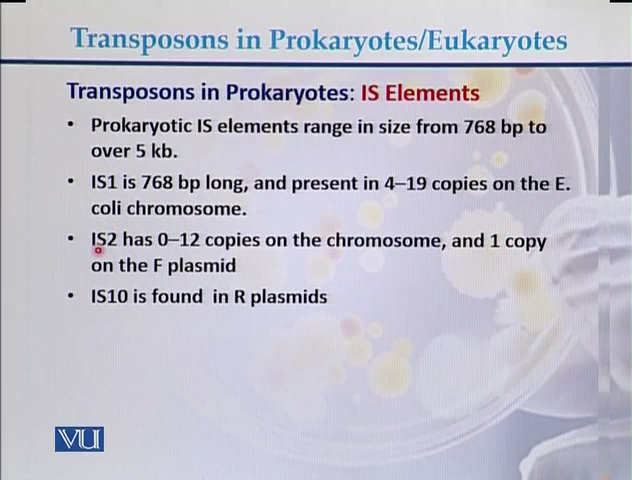 Transposons in Prokaryotes/Eukaryotes
Transposons in Prokaryotes: IS Elements
• Prokaryotic IS elements range in size from 768 bp to
over 5 kb.
• IS1 is 768 bp long, and present in 4–19 copies on the E.
coli chromosome.
• IS2 has 0–12 copies on the chromosome, and 1 copy
on the F plasmid
• IS10 is found in R plasmids
VU